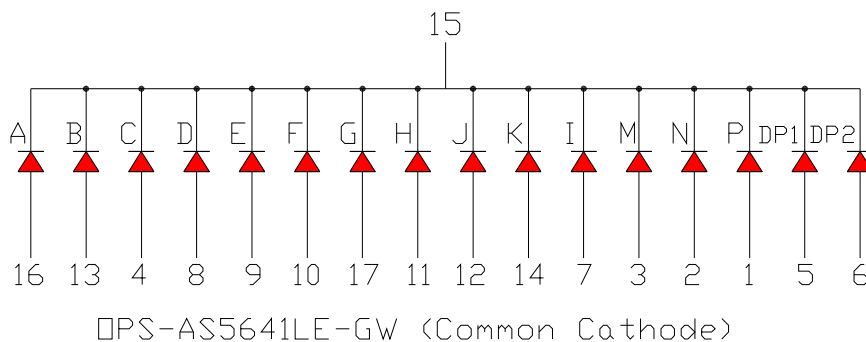 15
A B C D E F G H J K I M N P DP1 DP2
16 13 4 8 9 10 17 11 12 14 7 3 2 1 5 6
OPS-AS5641LE-GW (Common Cathode)